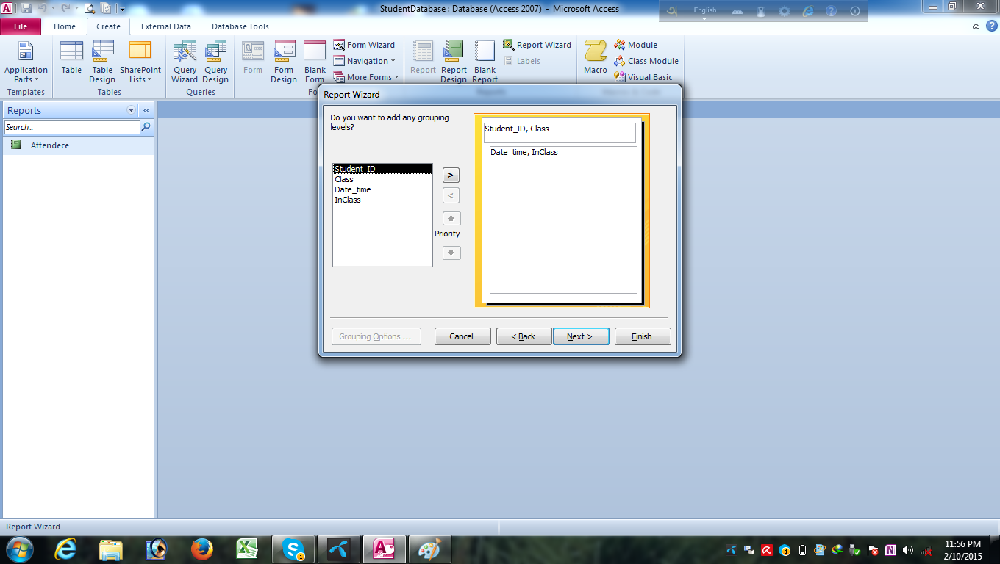 StudentDatabase : Database (Access 2007) - Microsoft Access
English
File Home Create External Data Database Tools
Application Parts
Table
Table Design
SharePoint Lists
Query Wizard
Query Design
Form
Form Design
Blank Form
Form Wizard
Navigation
More Forms
Report
Report Design
Blank Report
Report Wizard
Labels
Macro
Module
Class Module
Visual Basic
Templates
Tables
Queries
Fo
Reports
Reports
Search...
Attendece
Report Wizard
Do you want to add any grouping
levels?
Student_ID
Class
Date_time
InClass
>
<
Priority
Student_ID, Class
Date_time, InClass
Grouping Options ...
Cancel
< Back
Next >
Finish
Report Wizard
11:56 PM
2/10/2015